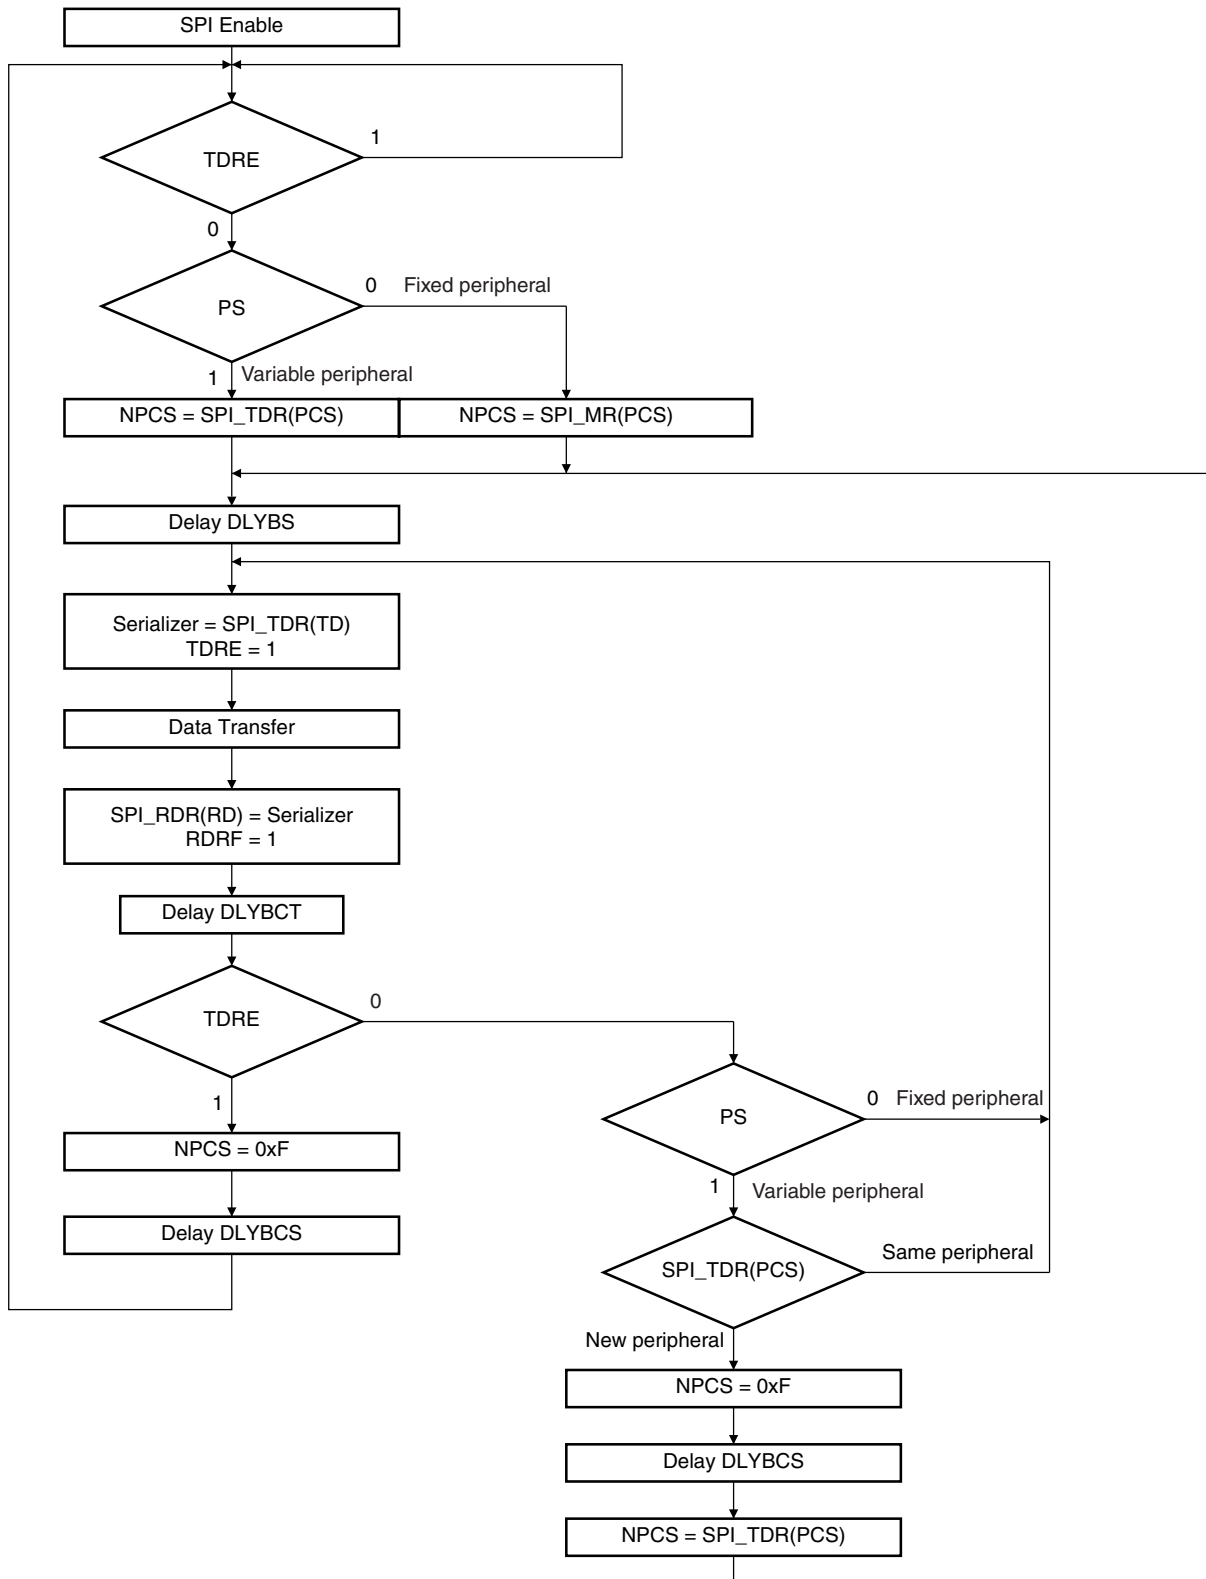 SPI Enable
TDRE
1
0
PS
0 Fixed peripheral
1 Variable peripheral
NPCS = SPI_TDR(PCS)
NPCS = SPI_MR(PCS)
Delay DLYBS
Serializer = SPI_TDR(TD)
TDRE = 1
Data Transfer
SPI_RDR(RD) = Serializer
RDRF = 1
Delay DLYBCT
TDRE
0
1
NPCS = 0xF
Delay DLYBCS
PS
0 Fixed peripheral
1 Variable peripheral
SPI_TDR(PCS)
Same peripheral
New peripheral
NPCS = 0xF
Delay DLYBCS
NPCS = SPI_TDR(PCS)